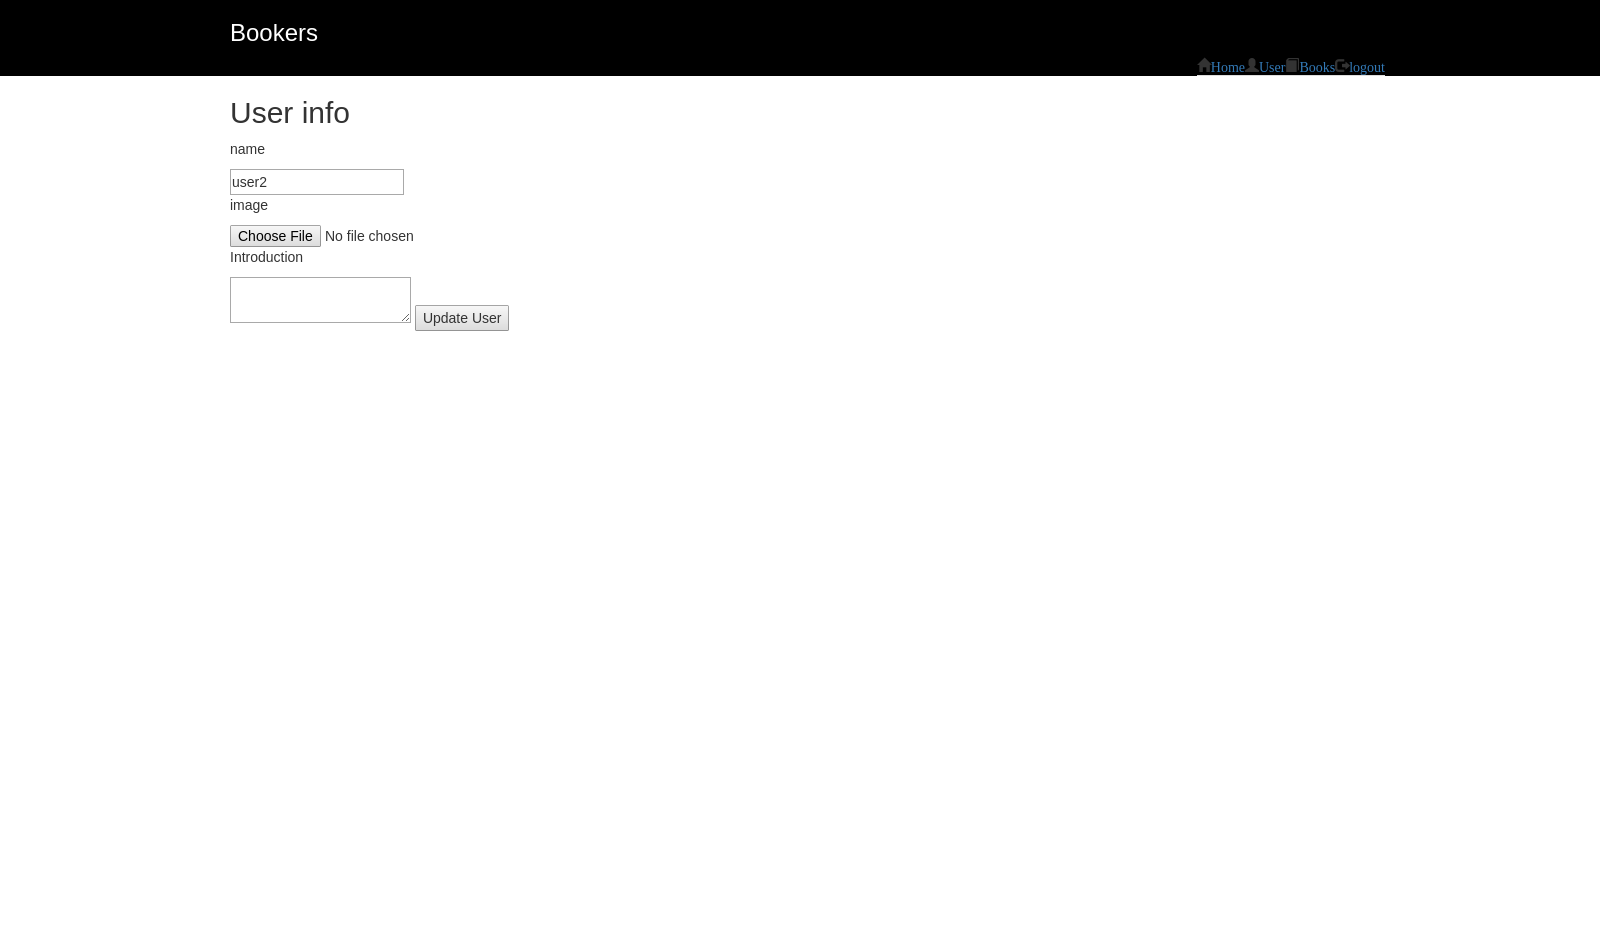 Bookers
Home User Books logout
User info
name
user2
image
Choose File No file chosen
Introduction
Update User